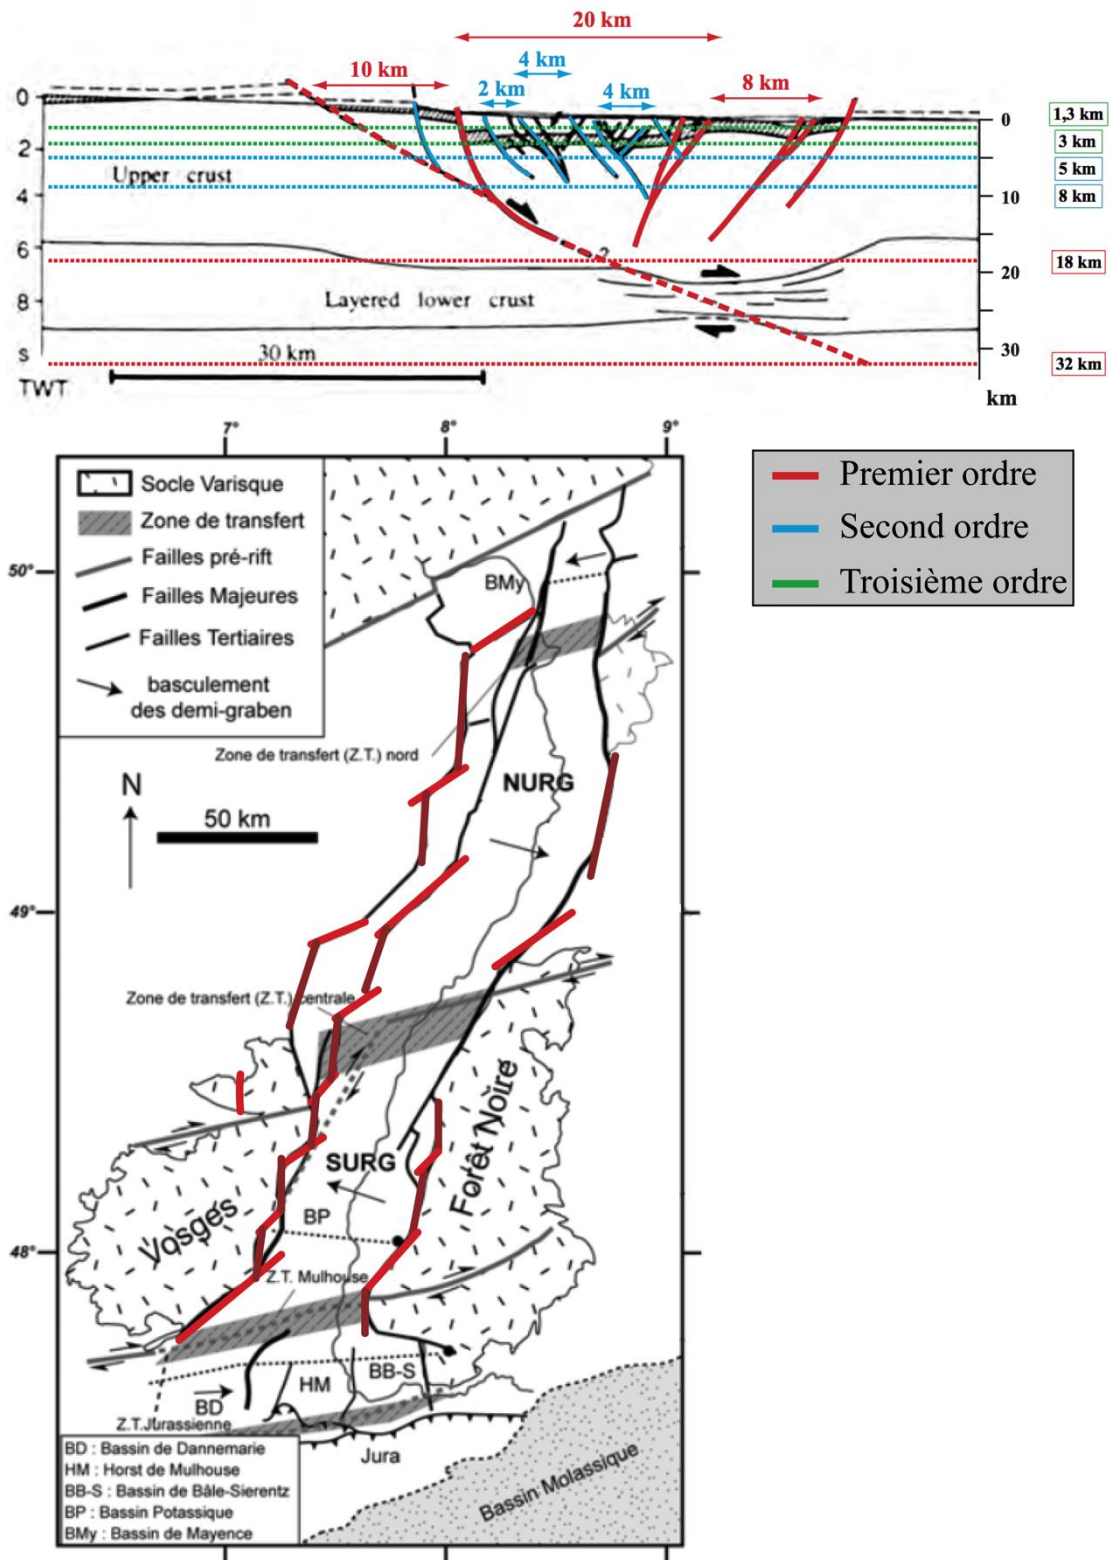 20 km
4 km
10 km
2 km
4 km
8 km
0
0
1,3 km
2
3 km
Upper crust
5 km
4
10
8 km
6
?
20
18 km
8
Layered lower crust
30 km
30
32 km
s
TWT
km
7°
8°
9°
Socle Varisque
Zone de transfert
Failles pré-rift
Failles Majeures
Failles Tertiaires
basculement
des demi-graben
Premier ordre
Second ordre
Troisième ordre
50°
BMy
Zone de transfert (Z.T.) nord
N
NURG
50 km
49°
Zone de transfert (Z.T.) centrale
Forêt Noire
SURG
Vosges
BP
48°
Z.T. Mulhouse
BB-S
HM
BD
Z.T.Jurassienne
Jura
Bassin Molassique
BD : Bassin de Dannemarie
HM : Horst de Mulhouse
BB-S : Bassin de Bâle-Sierentz
BP : Bassin Potassique
BMy : Bassin de Mayence